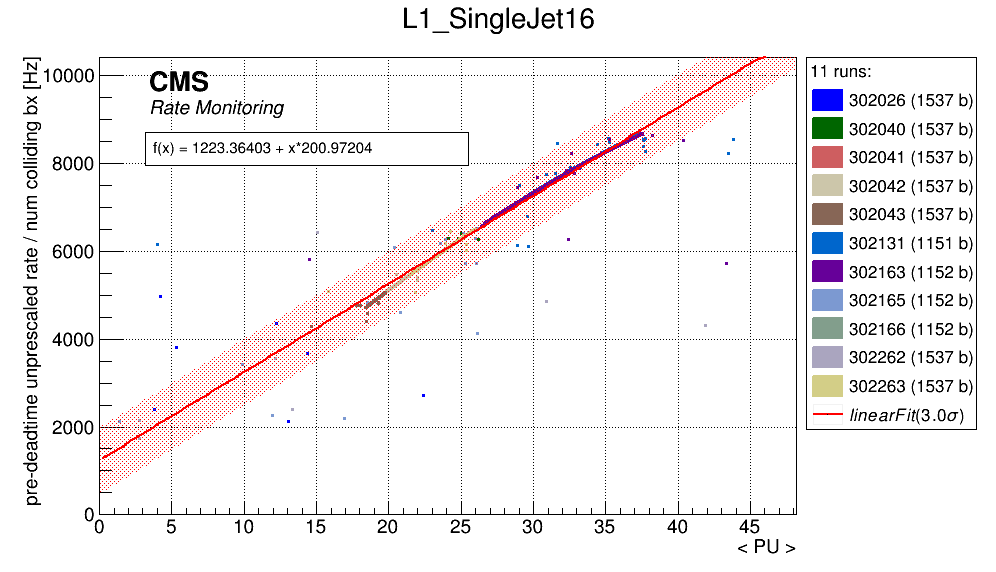 L1_SingleJet16
pre-deadtime unprescaled rate / num colliding bx [Hz]
10000
8000
6000
4000
2000
0
CMS
Rate Monitoring
f(x) = 1223.36403 + x*200.97204
0 5 10 15 20 25 30 35 40 45
< PU >
11 runs:
302026 (1537 b)
302040 (1537 b)
302041 (1537 b)
302042 (1537 b)
302043 (1537 b)
302131 (1151 b)
302163 (1152 b)
302165 (1152 b)
302166 (1152 b)
302262 (1537 b)
302263 (1537 b)
linearFit(3.0σ)